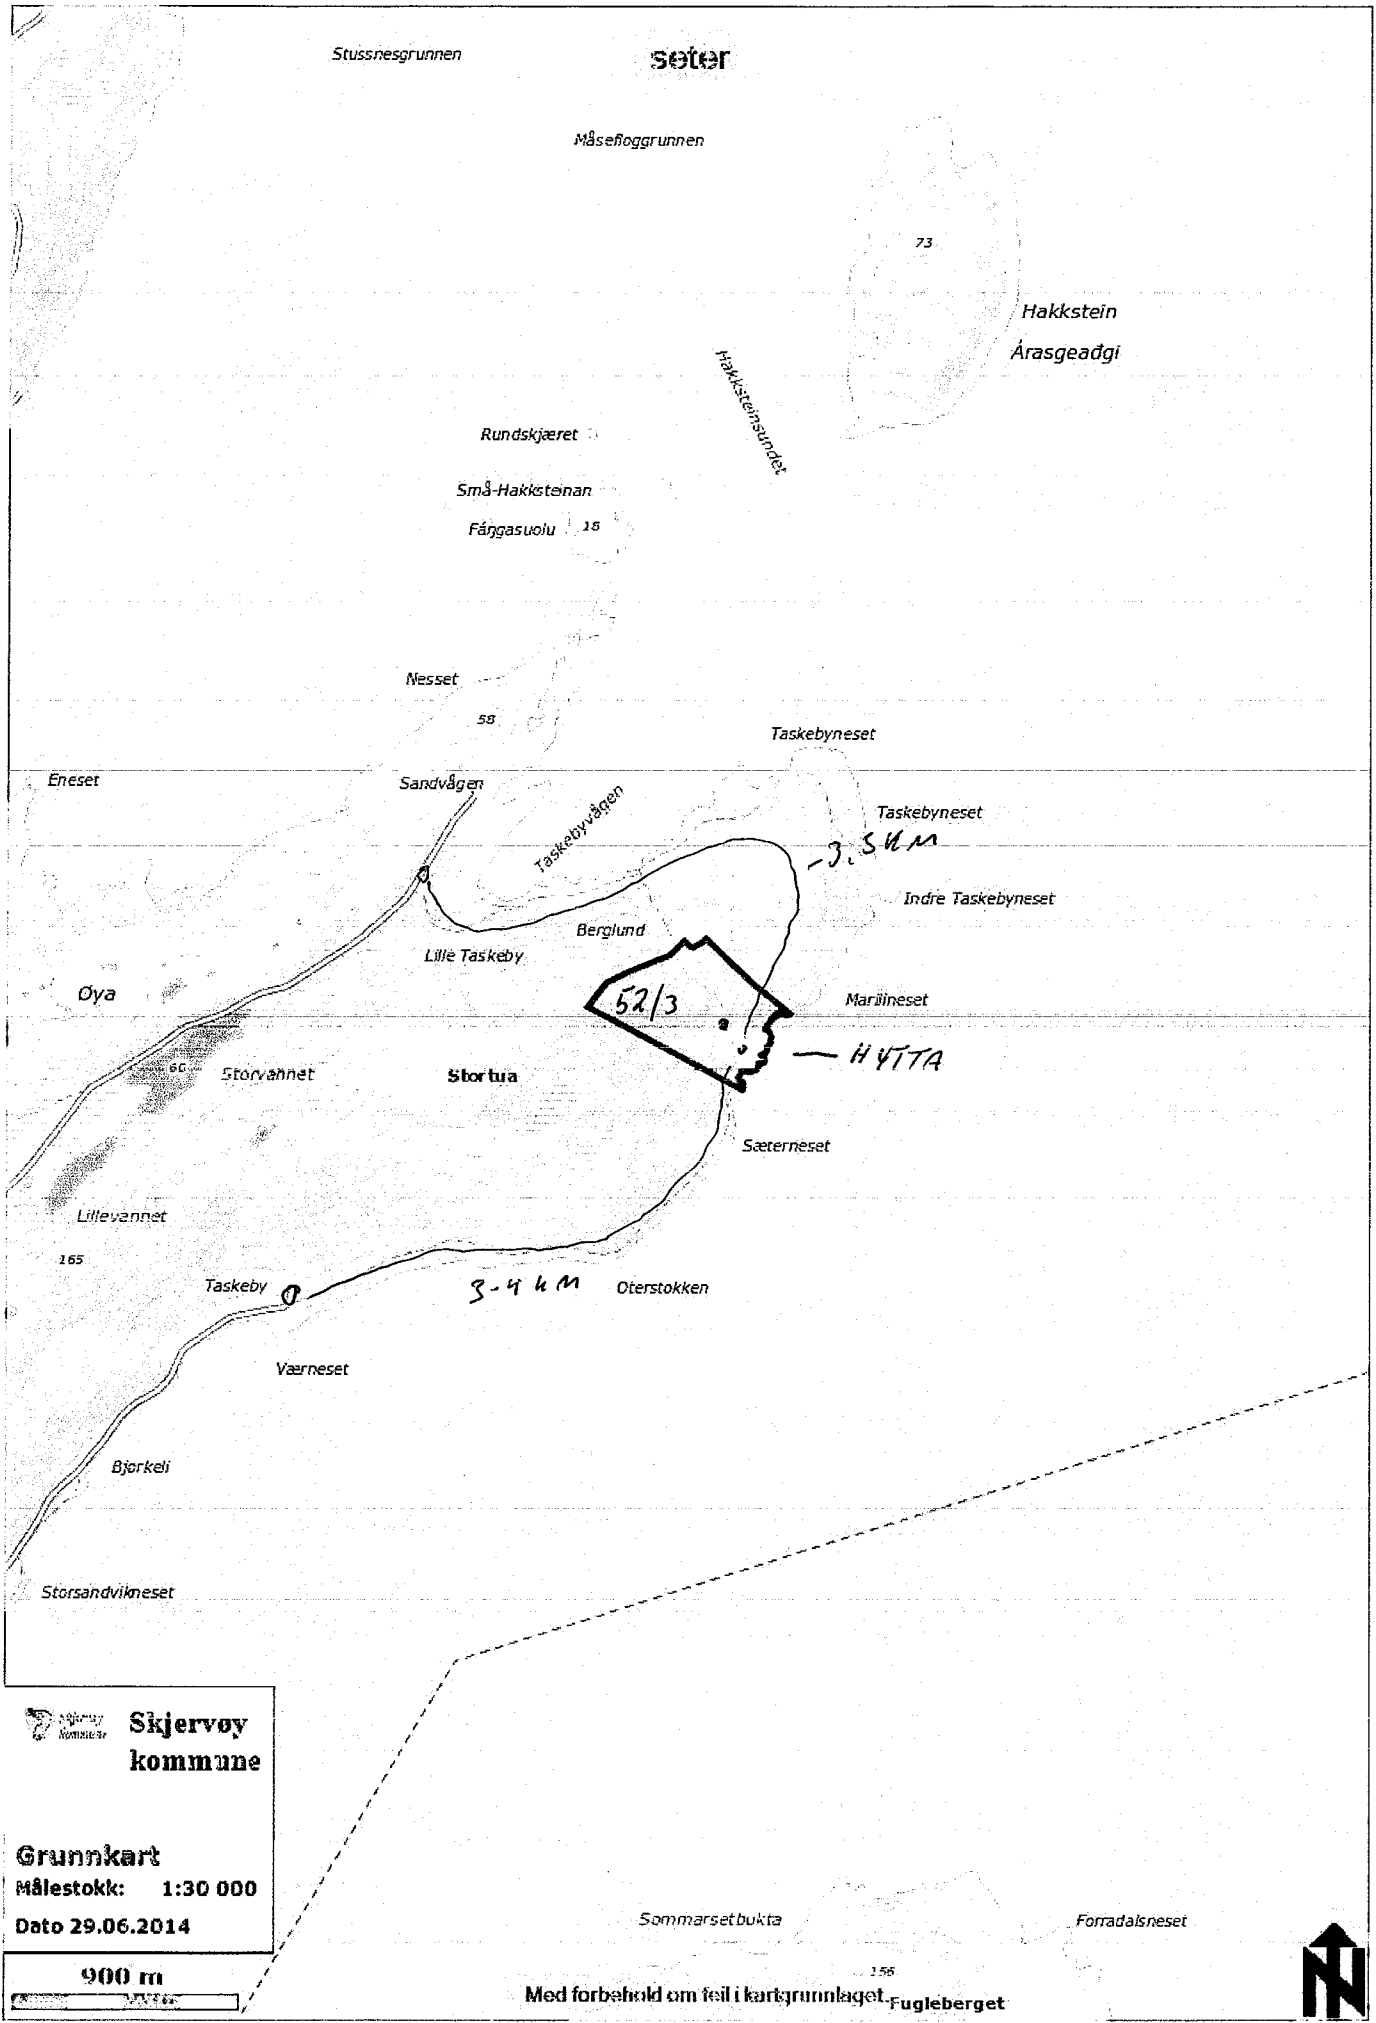 Stussnesgrunnen
seter
Måsefloggrunnen
73
Hakkstein
Árasgeađgi
Hakksteinsundet
Rundskjæret
Små-Hakksteinan
Fáŋgasuolu
18
Nesset
58
Taskebyneset
Eneset
Sandvågen
Taskebyvågen
Taskebyneset
-3,5 KM
Indre Taskebyneset
Berglund
Lille Taskeby
Øya
52/3
Mariineset
HYTTA
60
Storvannet
Stortua
Sæterneset
Lillevannet
165
Taskeby
3-4 KM
Oterstokken
Værneset
Bjørkeli
Storsandvikneset
Skjervøy
kommune
Skjervøy
kommune
Grunnkart
Målestokk: 1:30 000
Dato 29.06.2014
900 m
Sommarsetbukta
Forradalsneset
156
Med forbehold om feil i kartgrunnlaget.
Fugleberget
N